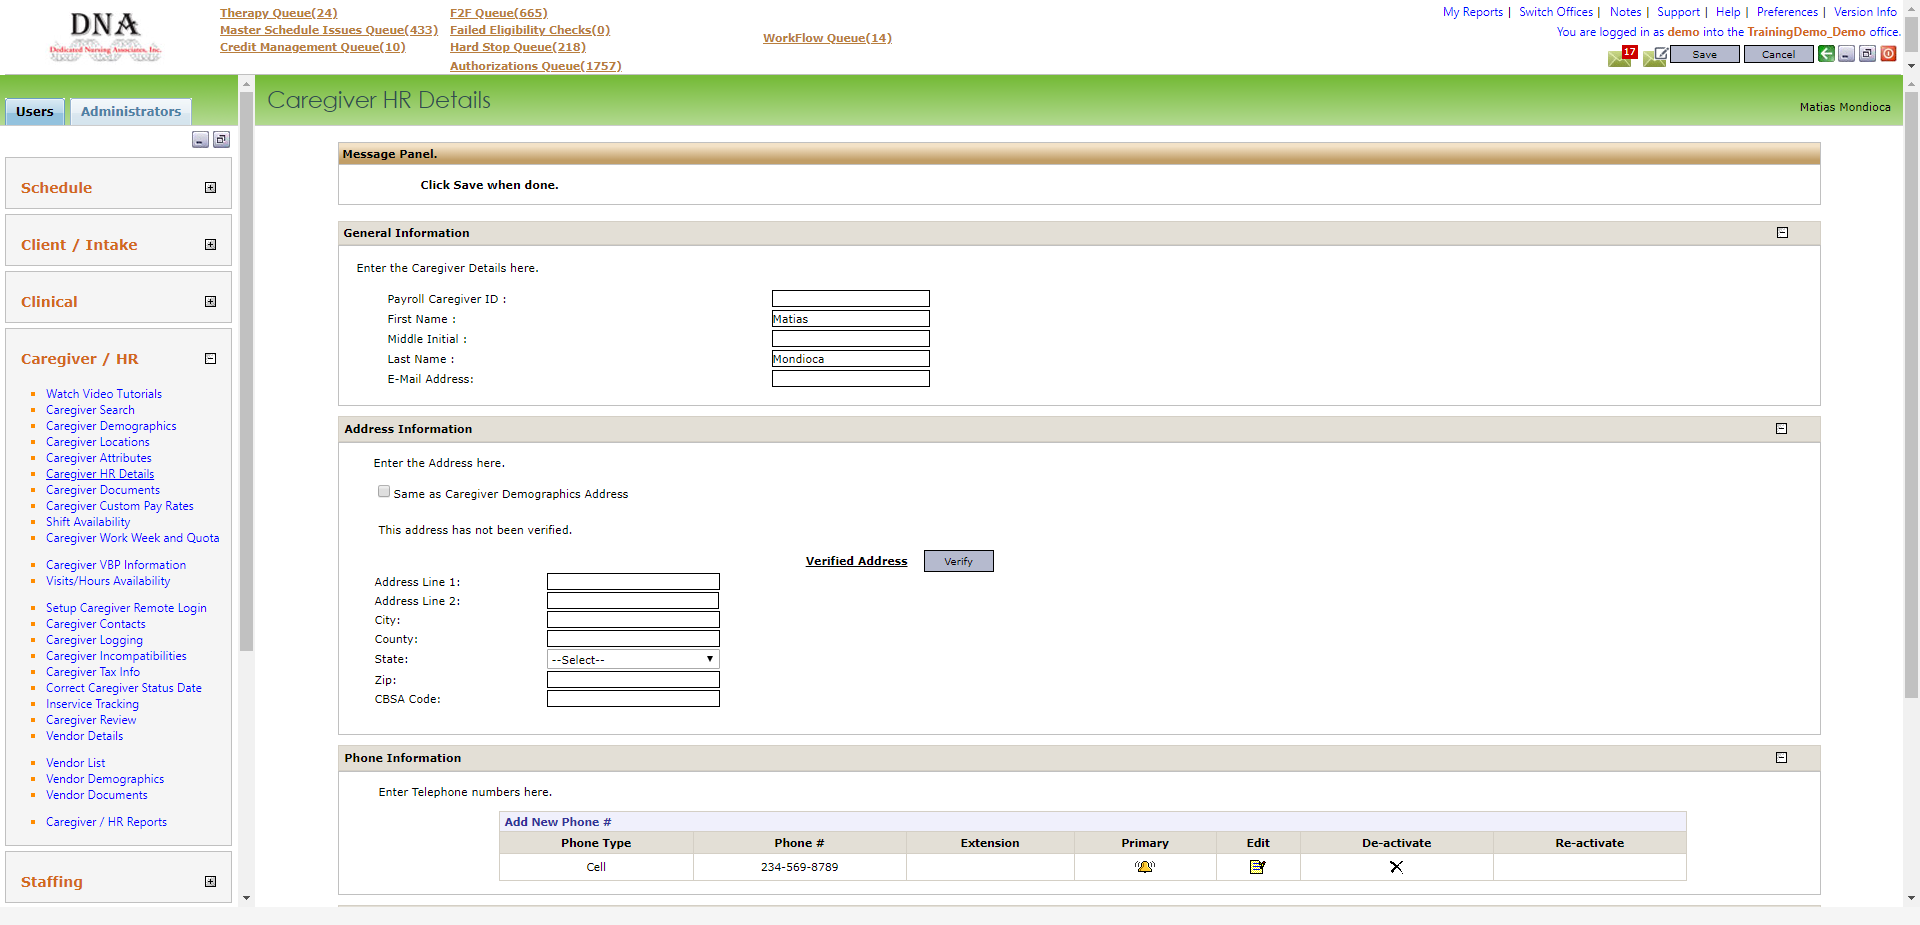 DNA
Dedicated Nursing Associates, Inc.
Therapy Queue(24)
Master Schedule Issues Queue(433)
Credit Management Queue(10)
F2F Queue(665)
Failed Eligibility Checks(0)
Hard Stop Queue(218)
Authorizations Queue(1757)
WorkFlow Queue(14)
My Reports | Switch Offices | Notes | Support | Help | Preferences | Version Info
You are logged in as demo into the TrainingDemo_Demo office.
17
Save
Cancel
Users
Administrators
Caregiver HR Details
Matias Mondioca
Schedule
Client / Intake
Clinical
Caregiver / HR
Watch Video Tutorials
Caregiver Search
Caregiver Demographics
Caregiver Locations
Caregiver Attributes
Caregiver HR Details
Caregiver Documents
Caregiver Custom Pay Rates
Shift Availability
Caregiver Work Week and Quota
Caregiver VBP Information
Visits/Hours Availability
Setup Caregiver Remote Login
Caregiver Contacts
Caregiver Logging
Caregiver Incompatibilities
Caregiver Tax Info
Correct Caregiver Status Date
Inservice Tracking
Caregiver Review
Vendor Details
Vendor List
Vendor Demographics
Vendor Documents
Caregiver / HR Reports
Staffing
Message Panel.
Click Save when done.
General Information
Enter the Caregiver Details here.
Payroll Caregiver ID :
First Name : Matias
Middle Initial :
Last Name : Mondioca
E-Mail Address:
Address Information
Enter the Address here.
Same as Caregiver Demographics Address
This address has not been verified.
Verified Address Verify
Address Line 1:
Address Line 2:
City:
County:
State: --Select--
Zip:
CBSA Code:
Phone Information
Enter Telephone numbers here.
Add New Phone #
Phone Type Phone # Extension Primary Edit De-activate Re-activate
Cell 234-569-8789